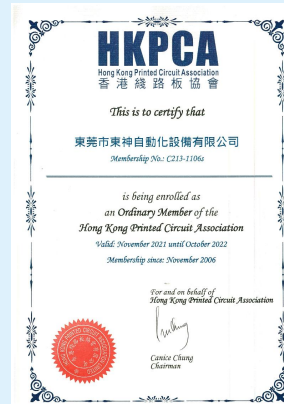 HKPCA
Hong Kong Printed Circuit Association
香港綫路板協會
This is to certify that
東莞市東神自動化設備有限公司
Membership No.: C213-1106s
is being enrolled as
an Ordinary Member of the
Hong Kong Printed Circuit Association
Valid: November 2021 until October 2022
Membership since: November 2006
For and on behalf of
Hong Kong Printed Circuit Association
Canice Chung
Chairman